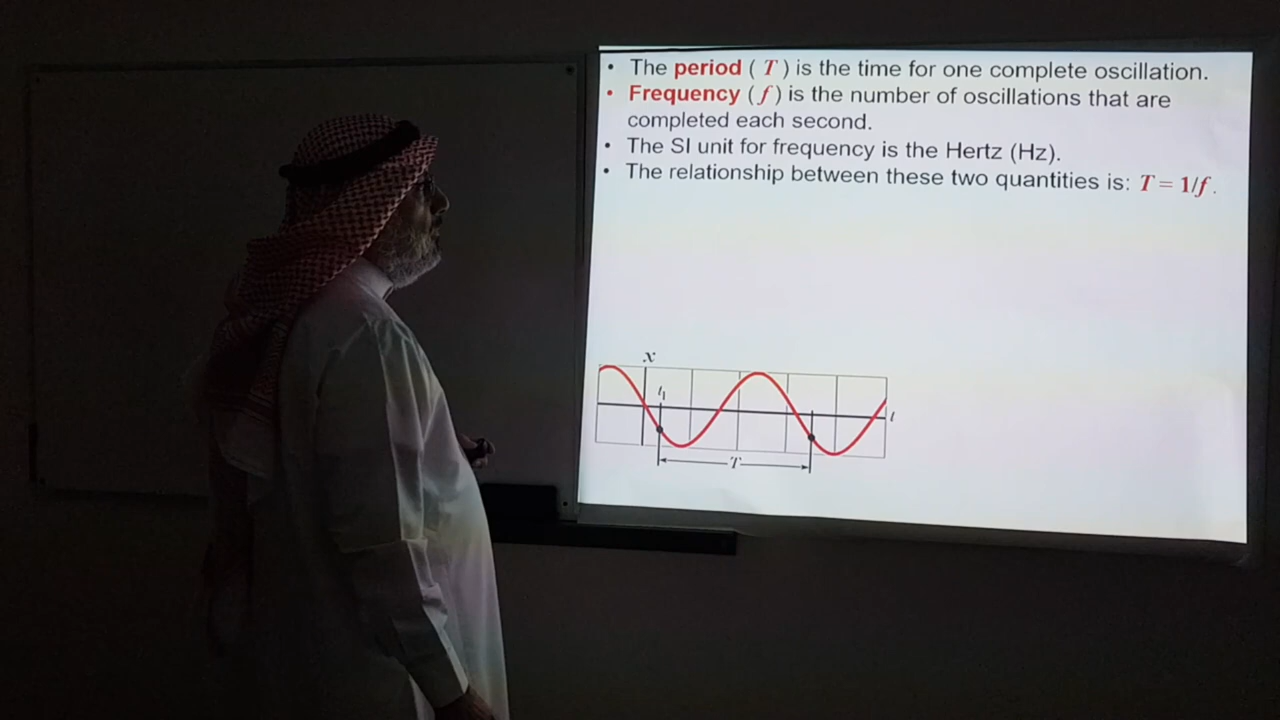 • The period ( T ) is the time for one complete oscillation.
• Frequency ( f ) is the number of oscillations that are
completed each second.
• The SI unit for frequency is the Hertz (Hz).
• The relationship between these two quantities is: T = 1/f .
x
t₁
t
T